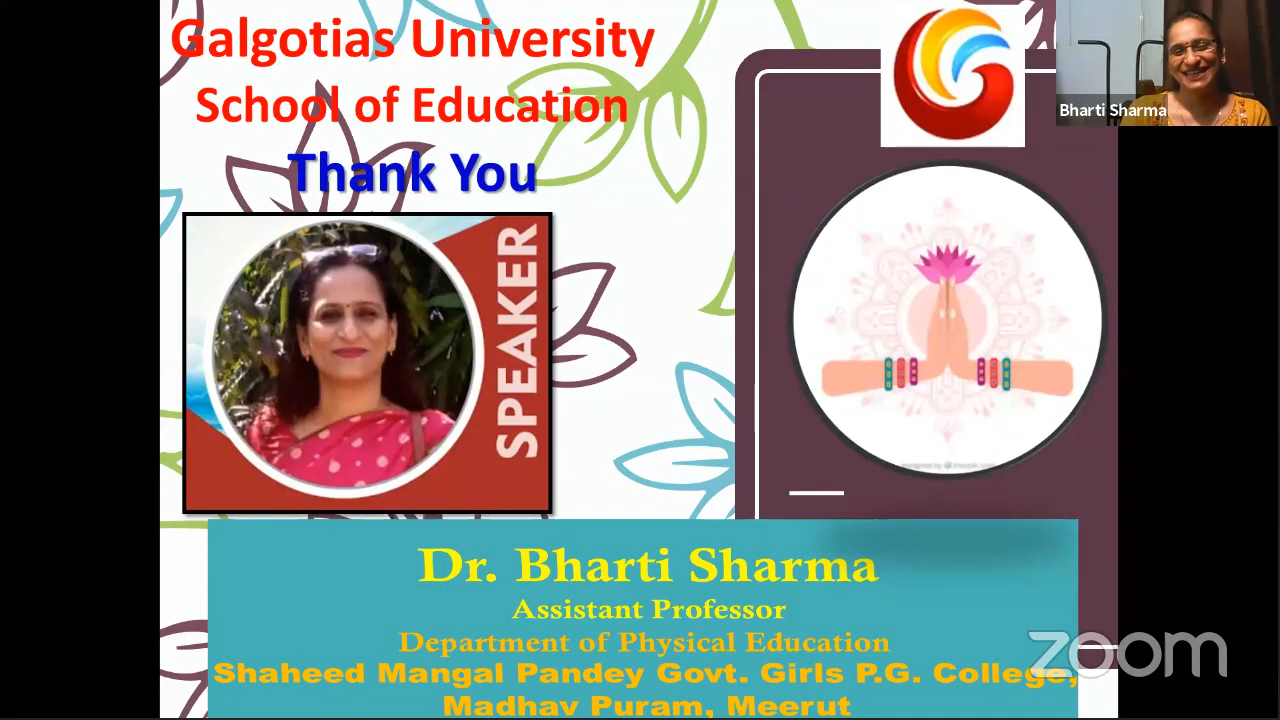 Galgotias University
School of Education
Thank You
SPEAKER
Bharti Sharma
Dr. Bharti Sharma
Assistant Professor
Department of Physical Education
Shaheed Mangal Pandey Govt. Girls P.G. College,
Madhav Puram, Meerut
zoom